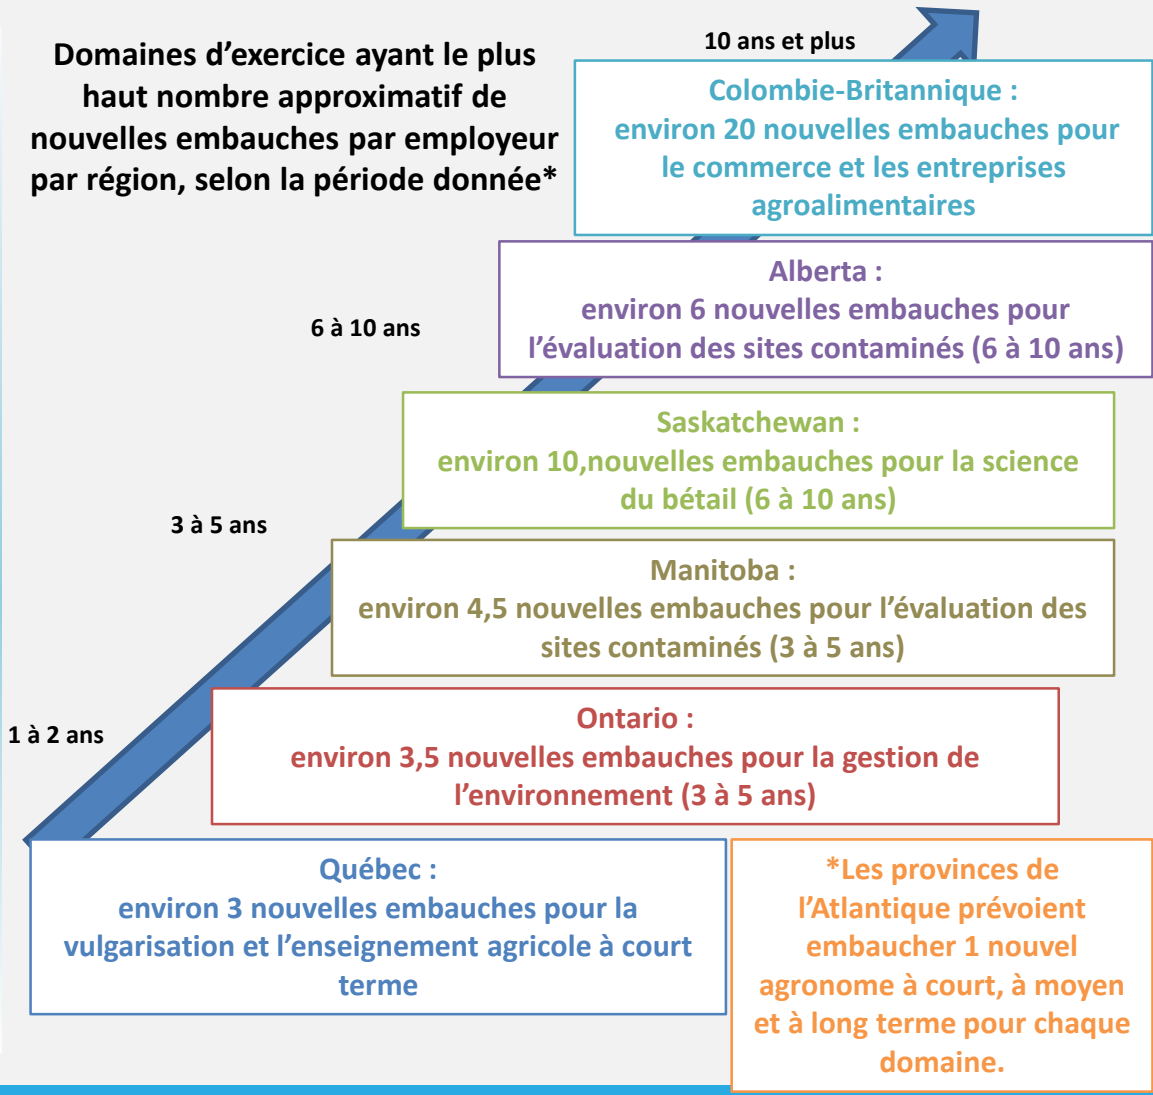 Domaines d'exercice ayant le plus
haut nombre approximatif de
nouvelles embauches par employeur
par région, selon la période donnée*
10 ans et plus
Colombie-Britannique :
environ 20 nouvelles embauches pour
le commerce et les entreprises
agroalimentaires
Alberta :
environ 6 nouvelles embauches pour
l'évaluation des sites contaminés (6 à 10 ans)
6 à 10 ans
Saskatchewan :
environ 10,nouvelles embauches pour la science
du bétail (6 à 10 ans)
3 à 5 ans
Manitoba :
environ 4,5 nouvelles embauches pour l'évaluation des
sites contaminés (3 à 5 ans)
1 à 2 ans
Ontario :
environ 3,5 nouvelles embauches pour la gestion de
l'environnement (3 à 5 ans)
Québec :
environ 3 nouvelles embauches pour la
vulgarisation et l'enseignement agricole à court
terme
*Les provinces de
l'Atlantique prévoient
embaucher 1 nouvel
agronome à court, à moyen
et à long terme pour chaque
domaine.